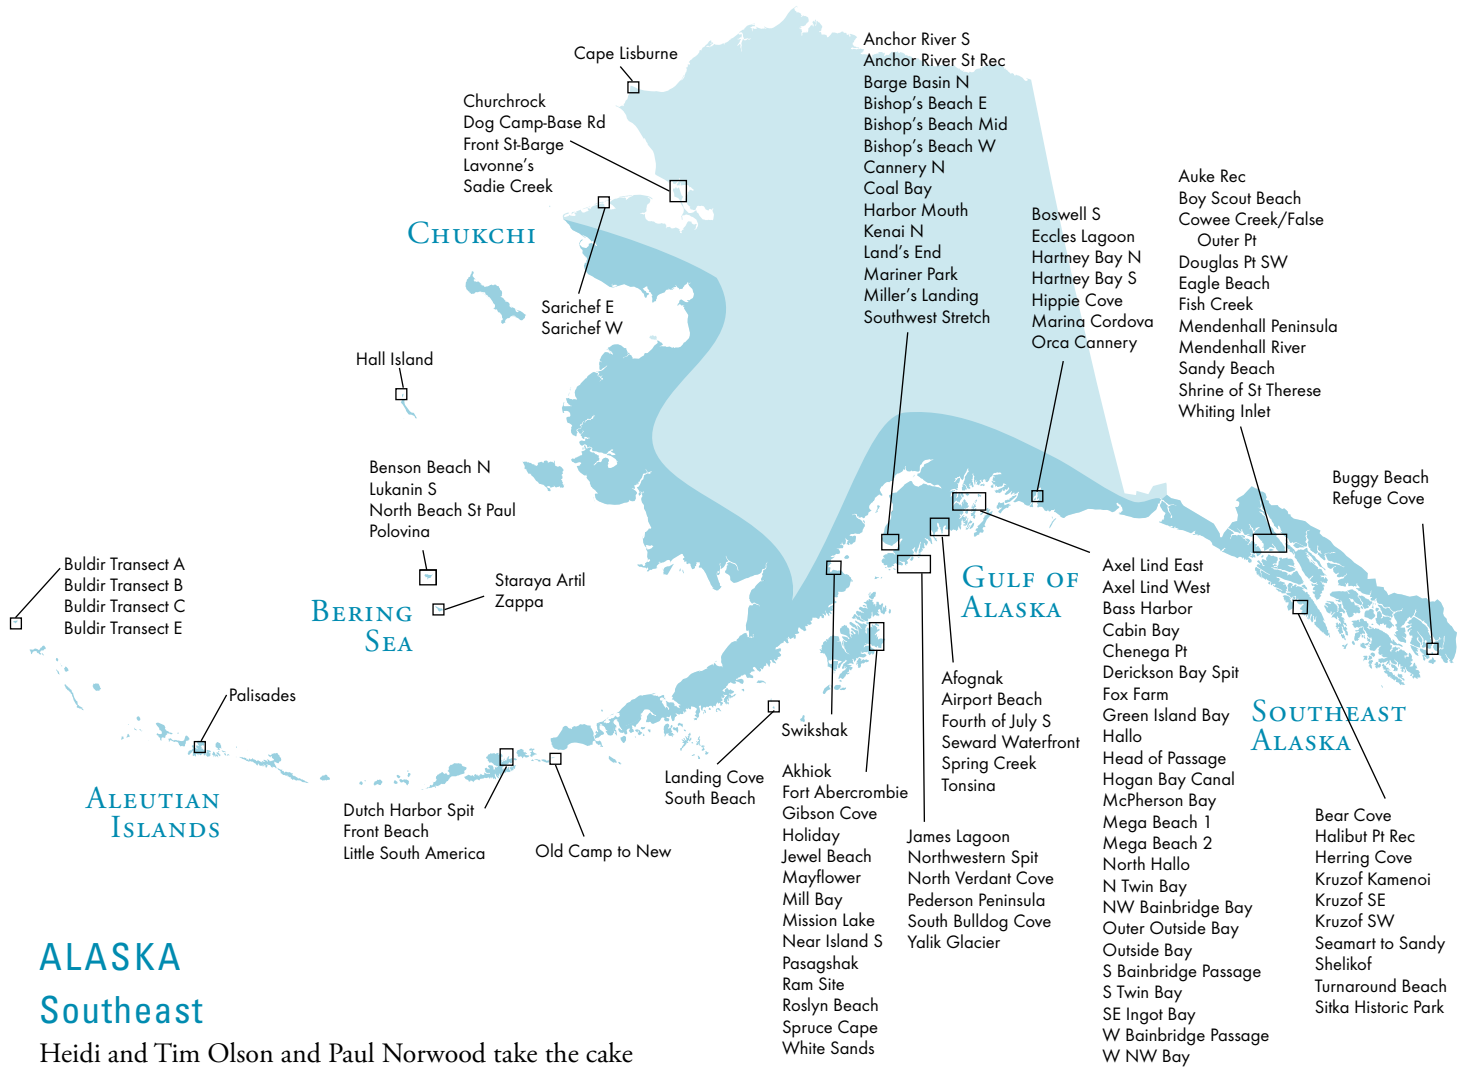 Cape Lisburne
Churchrock
Dog Camp-Base Rd
Front St-Barge
Lavonne's
Sadie Creek
CHUKCHI
Sarichef E
Sarichef W
Hall Island
Benson Beach N
Lukanin S
North Beach St Paul
Polovina
Staraya Artil
Zappa
BERING
SEA
Buldir Transect A
Buldir Transect B
Buldir Transect C
Buldir Transect E
Palisades
ALEUTIAN
ISLANDS
Dutch Harbor Spit
Front Beach
Little South America
Old Camp to New
Landing Cove
South Beach
Swikshak
Anchor River S
Anchor River St Rec
Barge Basin N
Bishop's Beach E
Bishop's Beach Mid
Bishop's Beach W
Cannery N
Coal Bay
Harbor Mouth
Kenai N
Land's End
Mariner Park
Miller's Landing
Southwest Stretch
Boswell S
Eccles Lagoon
Hartney Bay N
Hartney Bay S
Hippie Cove
Marina Cordova
Orca Cannery
Auke Rec
Boy Scout Beach
Cowee Creek/False
Outer Pt
Douglas Pt SW
Eagle Beach
Fish Creek
Mendenhall Peninsula
Mendenhall River
Sandy Beach
Shrine of St Therese
Whiting Inlet
Buggy Beach
Refuge Cove
GULF OF
ALASKA
Afognak
Airport Beach
Fourth of July S
Seward Waterfront
Spring Creek
Tonsina
Akhiok
Fort Abercrombie
Gibson Cove
Holiday
Jewel Beach
Mayflower
Mill Bay
Mission Lake
Near Island S
Pasagshak
Ram Site
Roslyn Beach
Spruce Cape
White Sands
James Lagoon
Northwestern Spit
North Verdant Cove
Pederson Peninsula
South Bulldog Cove
Yalik Glacier
Axel Lind East
Axel Lind West
Bass Harbor
Cabin Bay
Chenega Pt
Derickson Bay Spit
Fox Farm
Green Island Bay
Hallo
Head of Passage
Hogan Bay Canal
McPherson Bay
Mega Beach 1
Mega Beach 2
North Hallo
N Twin Bay
NW Bainbridge Bay
Outer Outside Bay
Outside Bay
S Bainbridge Passage
S Twin Bay
SE Ingot Bay
W Bainbridge Passage
W NW Bay
SOUTHEAST
ALASKA
Bear Cove
Halibut Pt Rec
Herring Cove
Kruzof Kamenoi
Kruzof SE
Kruzof SW
Seamart to Sandy
Shelikof
Turnaround Beach
Sitka Historic Park
ALASKA
Southeast
Heidi and Tim Olson and Paul Norwood take the cake